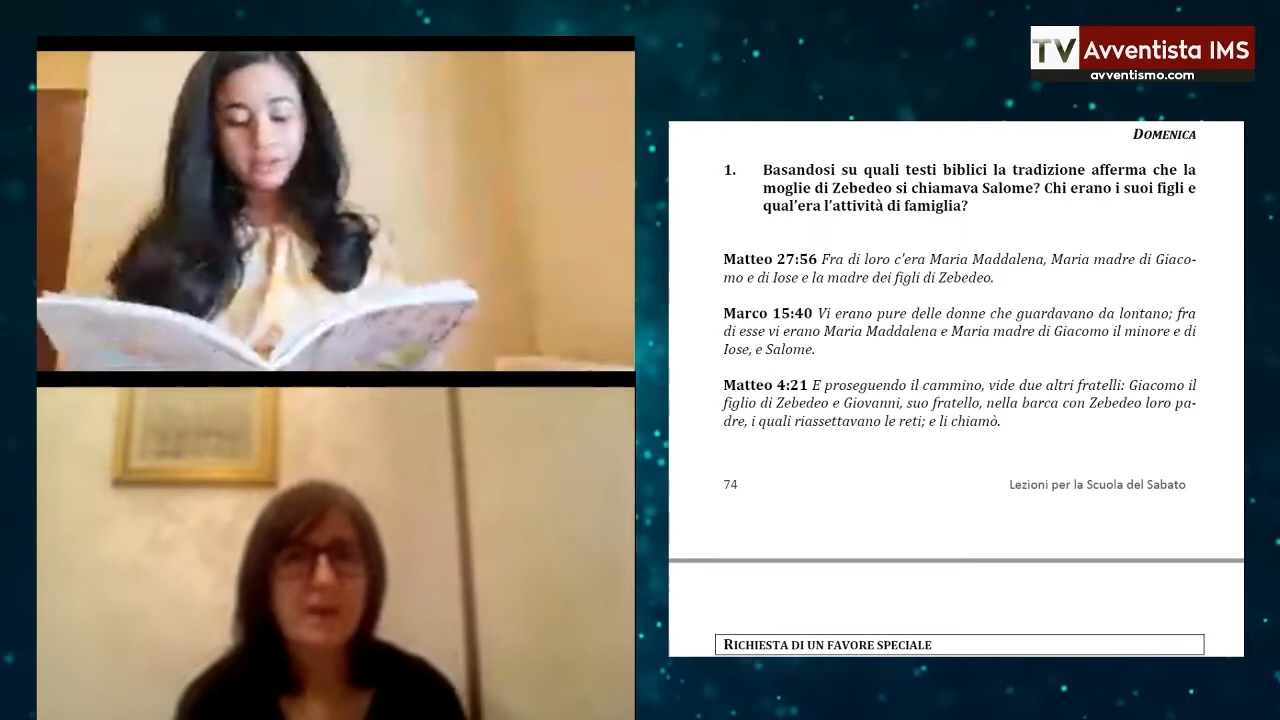 TV Avventista IMS
avventismo.com
DOMENICA
1. Basandosi su quali testi biblici la tradizione afferma che la
moglie di Zebedeo si chiamava Salome? Chi erano i suoi figli e
qual'era l'attività di famiglia?
Matteo 27:56 Fra di loro c'era Maria Maddalena, Maria madre di Giaco-
mo e di Iose e la madre dei figli di Zebedeo.
Marco 15:40 Vi erano pure delle donne che guardavano da lontano; fra
di esse vi erano Maria Maddalena e Maria madre di Giacomo il minore e di
Iose, e Salome.
Matteo 4:21 E proseguendo il cammino, vide due altri fratelli: Giacomo il
figlio di Zebedeo e Giovanni, suo fratello, nella barca con Zebedeo loro pa-
dre, i quali riassettavano le reti; e li chiamò.
74 Lezioni per la Scuola del Sabato
RICHIESTA DI UN FAVORE SPECIALE